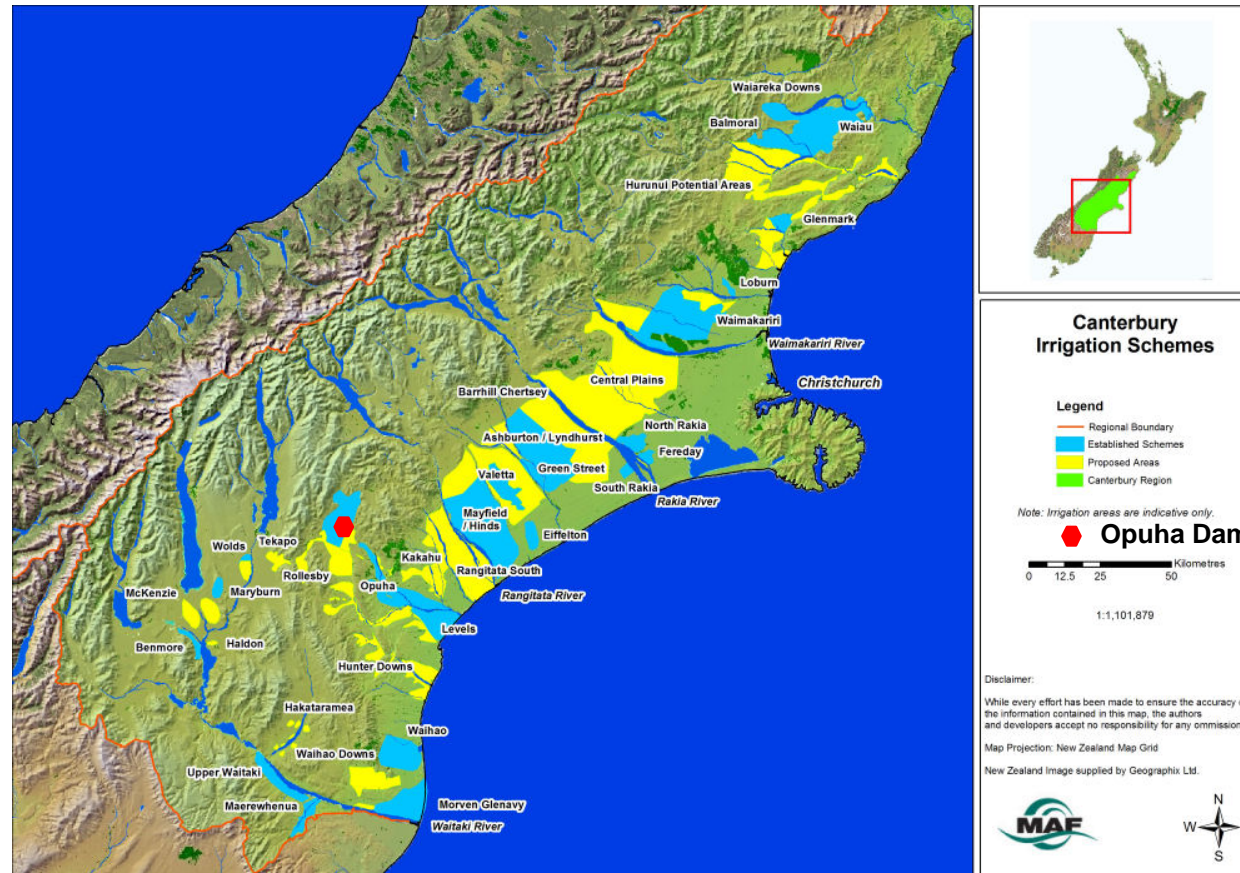 Waiareka Downs
Balmoral
Waiau
Hurunui Potential Areas
Glenmark
Loburn
Waimakariri
Waimakariri River
Central Plains
Christchurch
Barrhill Chertsey
North Rakia
Ashburton / Lyndhurst
Fereday
Green Street
Valetta
South Rakia
Rakia River
Mayfield
/ Hinds
Eiffelton
Tekapo
Wolds
Kakahu
Rollesby
Rangitata South
Opuha
McKenzie
Maryburn
Rangitata River
Levels
Benmore
Haldon
Hunter Downs
Hakataramea
Waihao
Waihao Downs
Upper Waitaki
Maerewhenua
Morven Glenavy
Waitaki River
Canterbury
Irrigation Schemes
Legend
Regional Boundary
Established Schemes
Proposed Areas
Canterbury Region
Note: Irrigation areas are indicative only.
Opuha Dam
Kilometres
0 12.5 25 50
1:1,101,879
Disclaimer:
While every effort has been made to ensure the accuracy
the information contained in this map, the authors
and developers accept no responsibility for any ommission
Map Projection: New Zealand Map Grid
New Zealand Image supplied by Geographix Ltd.
MAF
N
W
S